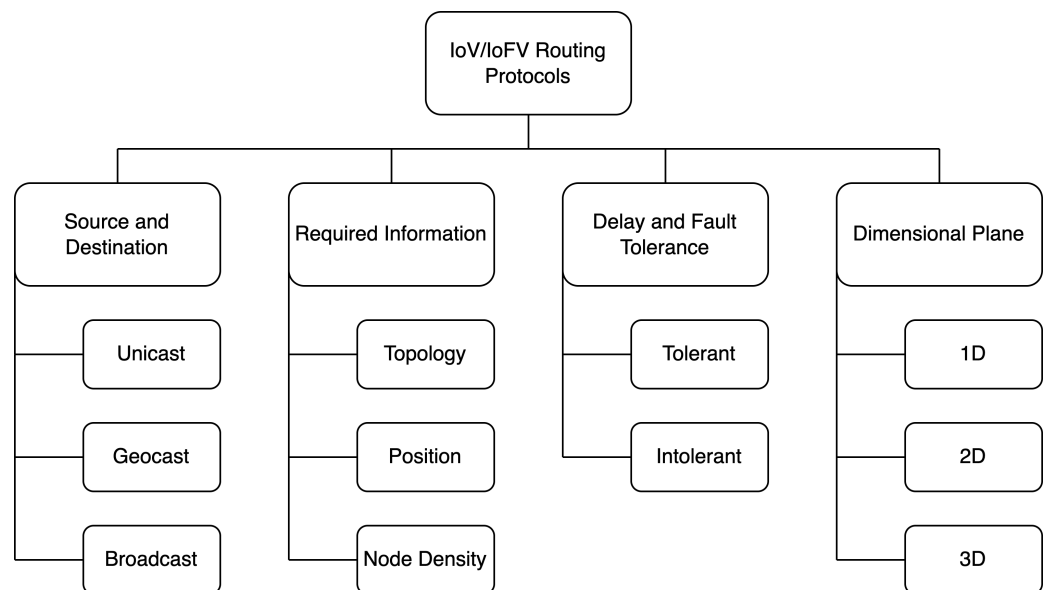 IoV/IoFV Routing
Protocols
Source and
Destination
Required Information
Delay and Fault
Tolerance
Dimensional Plane
Unicast
Topology
Tolerant
1D
Geocast
Position
Intolerant
2D
Broadcast
Node Density
3D